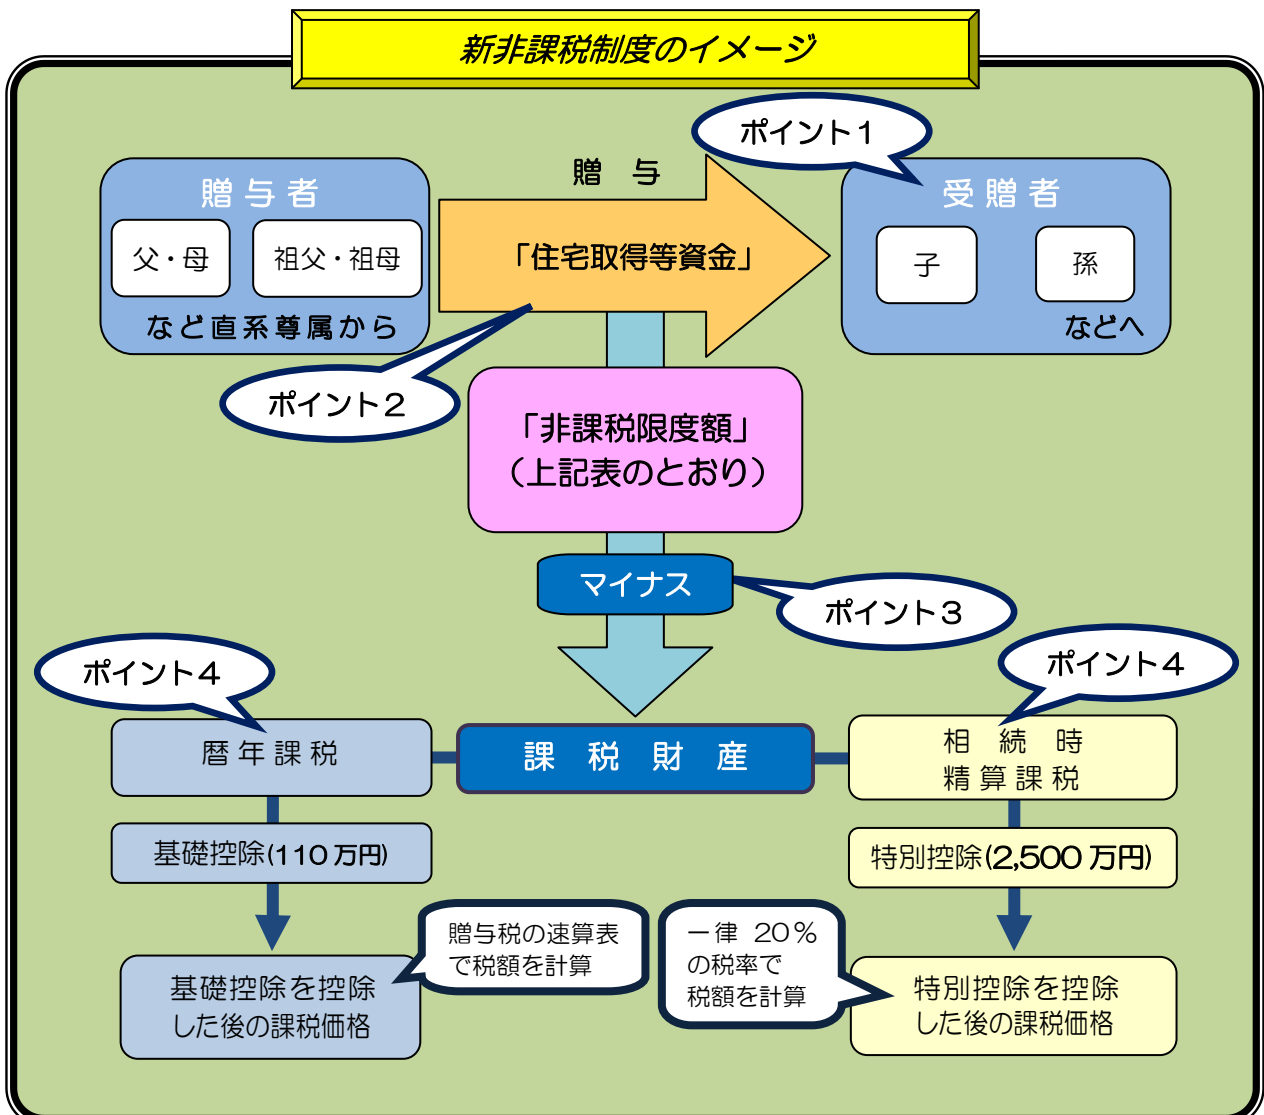 新非課税制度のイメージ
ポイント１
贈　与
贈与者
父・母
祖父・祖母
など直系尊属から
「住宅取得等資金」
受贈者
子
孫
などへ
ポイント２
「非課税限度額」
（上記表のとおり）
マイナス
ポイント３
ポイント４
ポイント４
暦年課税
課　税　財　産
相　続　時
精算課税
基礎控除(110万円)
特別控除(2,500万円)
贈与税の速算表
で税額を計算
一律　20％
の税率で
税額を計算
基礎控除を控除
した後の課税価格
特別控除を控除
した後の課税価格